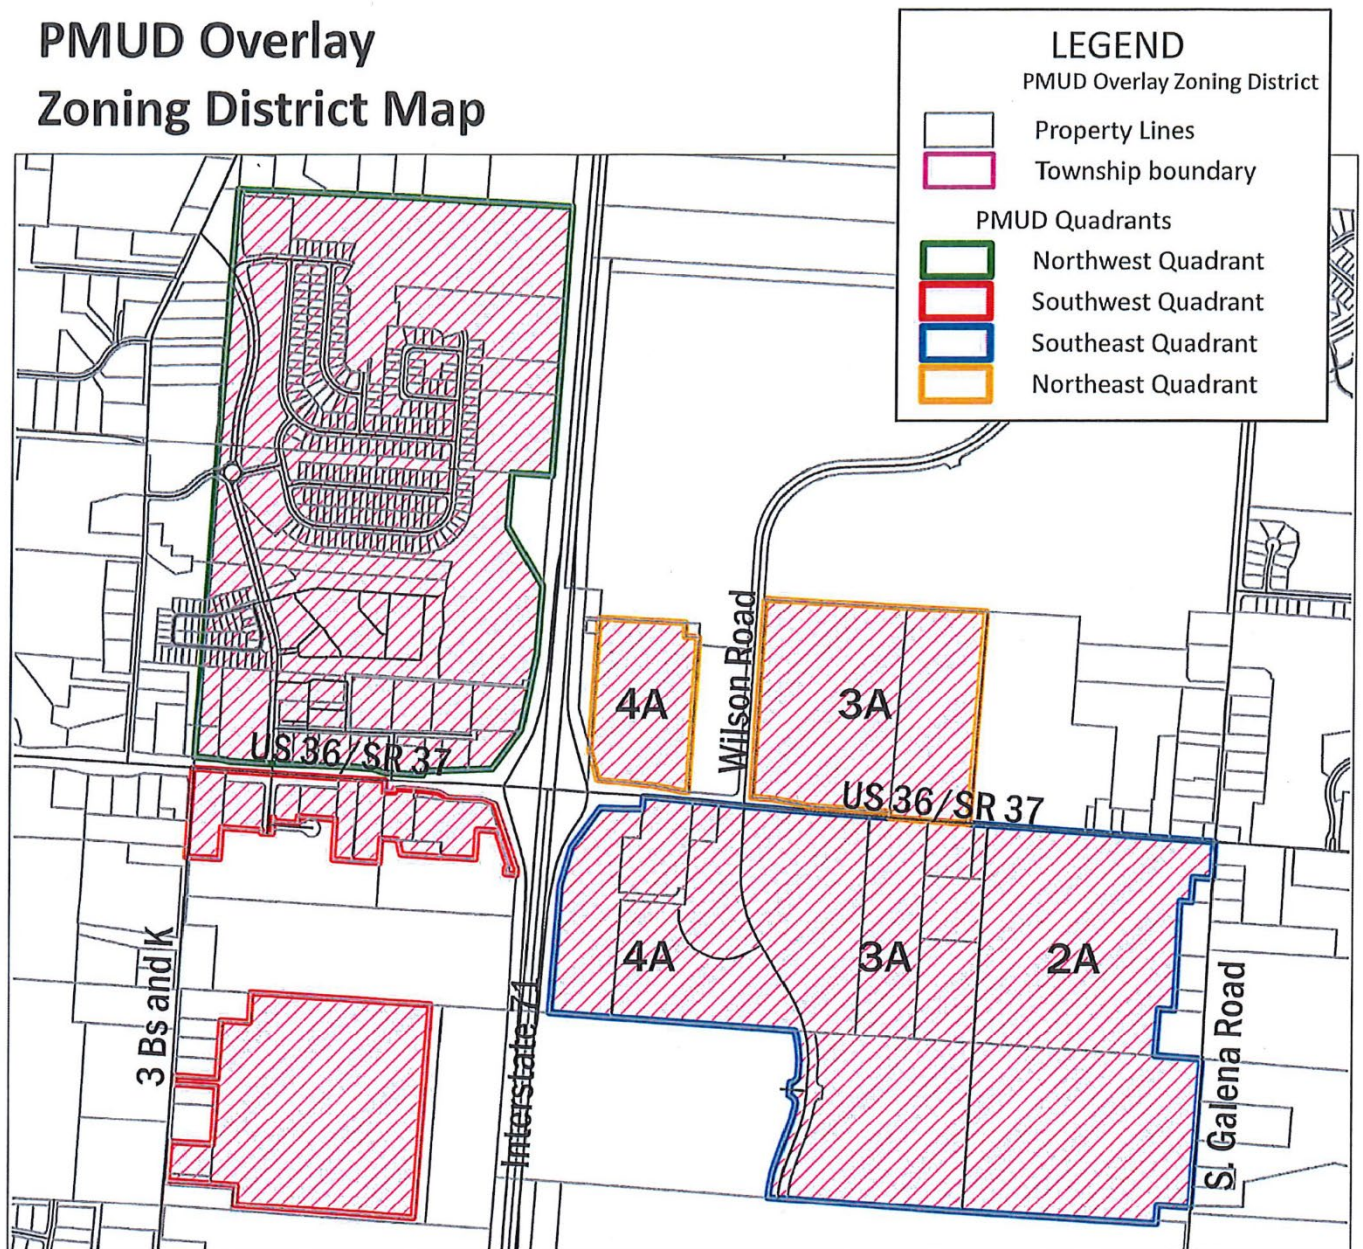 PMUD Overlay
Zoning District Map
LEGEND
PMUD Overlay Zoning District
Property Lines
Township boundary
PMUD Quadrants
Northwest Quadrant
Southwest Quadrant
Southeast Quadrant
Northeast Quadrant
Wilson Road
4A
3A
US 36/SR 37
US 36/SR 37
4A
3A
2A
3 Bs and K
Interstate 71
S. Galena Road